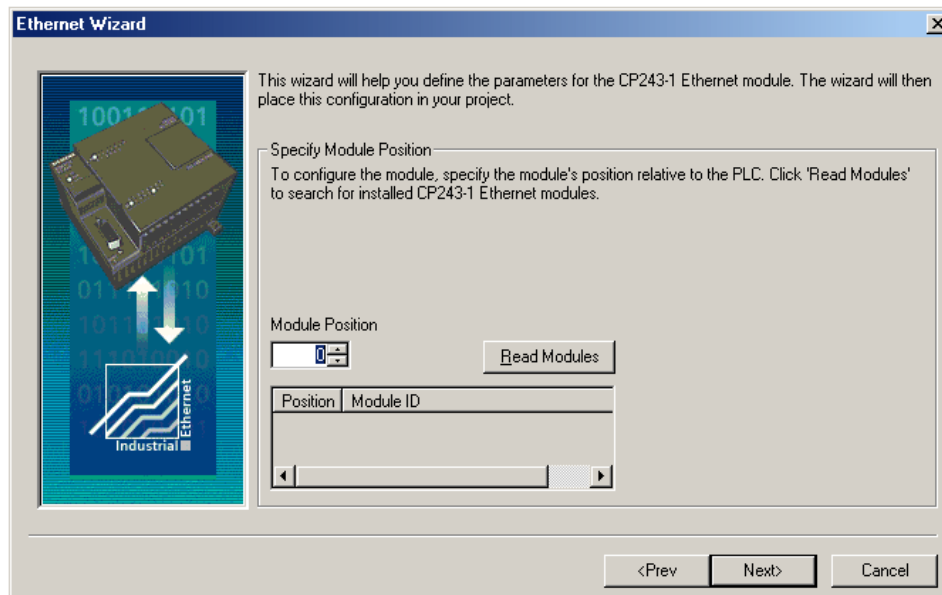 Ethernet Wizard
This wizard will help you define the parameters for the CP243-1 Ethernet module. The wizard will then
place this configuration in your project.
Specify Module Position
To configure the module, specify the module's position relative to the PLC. Click 'Read Modules'
to search for installed CP243-1 Ethernet modules.
Module Position
0
Read Modules
Position Module ID
Industrial
Ethernet
<Prev
Next>
Cancel